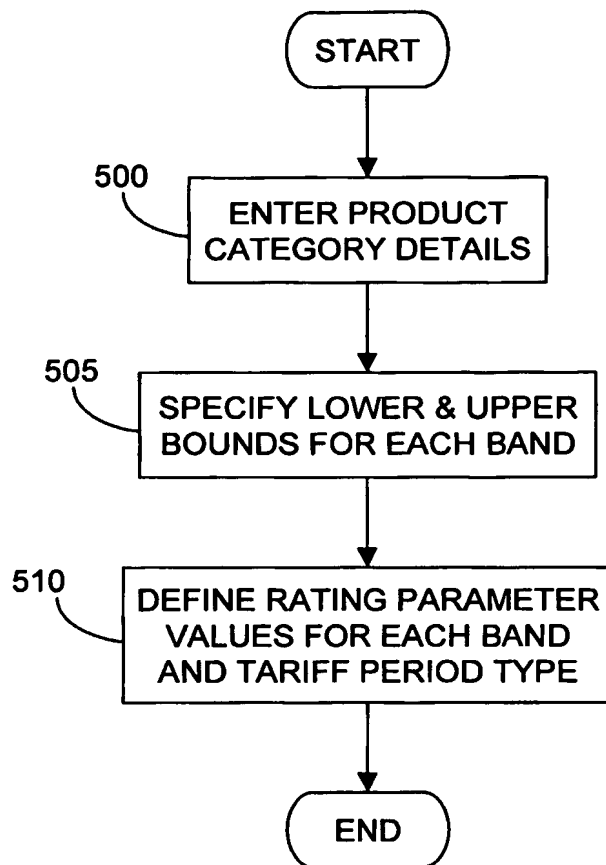 START
500
ENTER PRODUCT
CATEGORY DETAILS
505
SPECIFY LOWER & UPPER
BOUNDS FOR EACH BAND
510
DEFINE RATING PARAMETER
VALUES FOR EACH BAND
AND TARIFF PERIOD TYPE
END